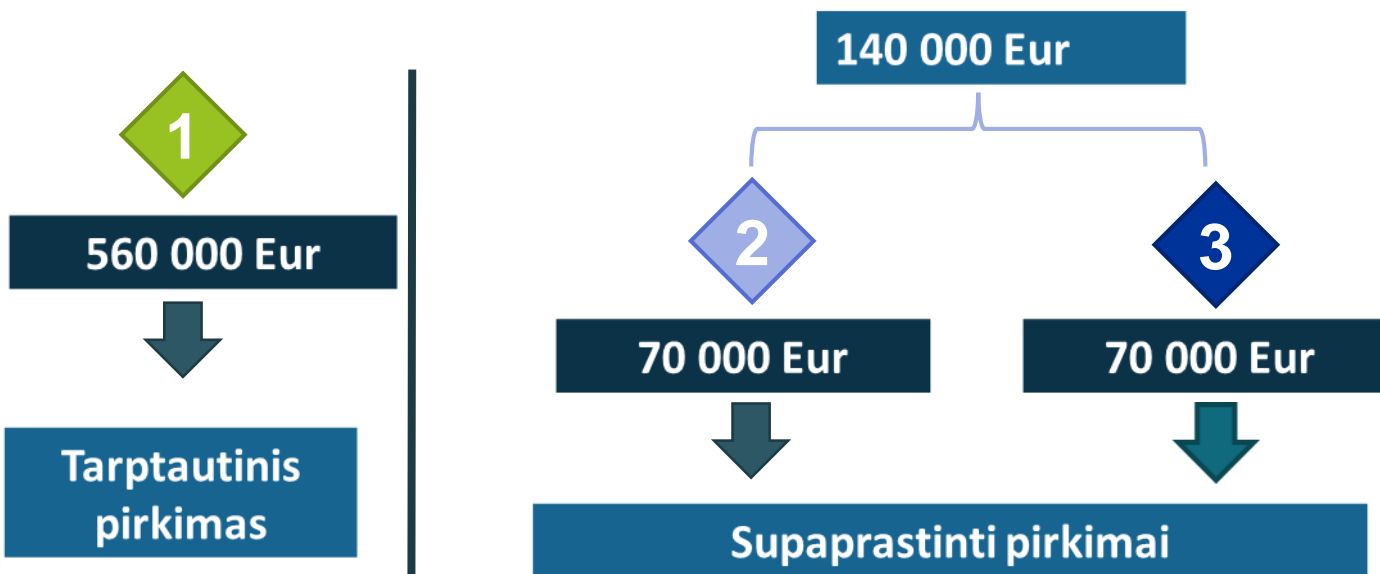 1
560 000 Eur
Tarptautinis
pirkimas
140 000 Eur
2
3
70 000 Eur
70 000 Eur
Supaprastinti pirkimai